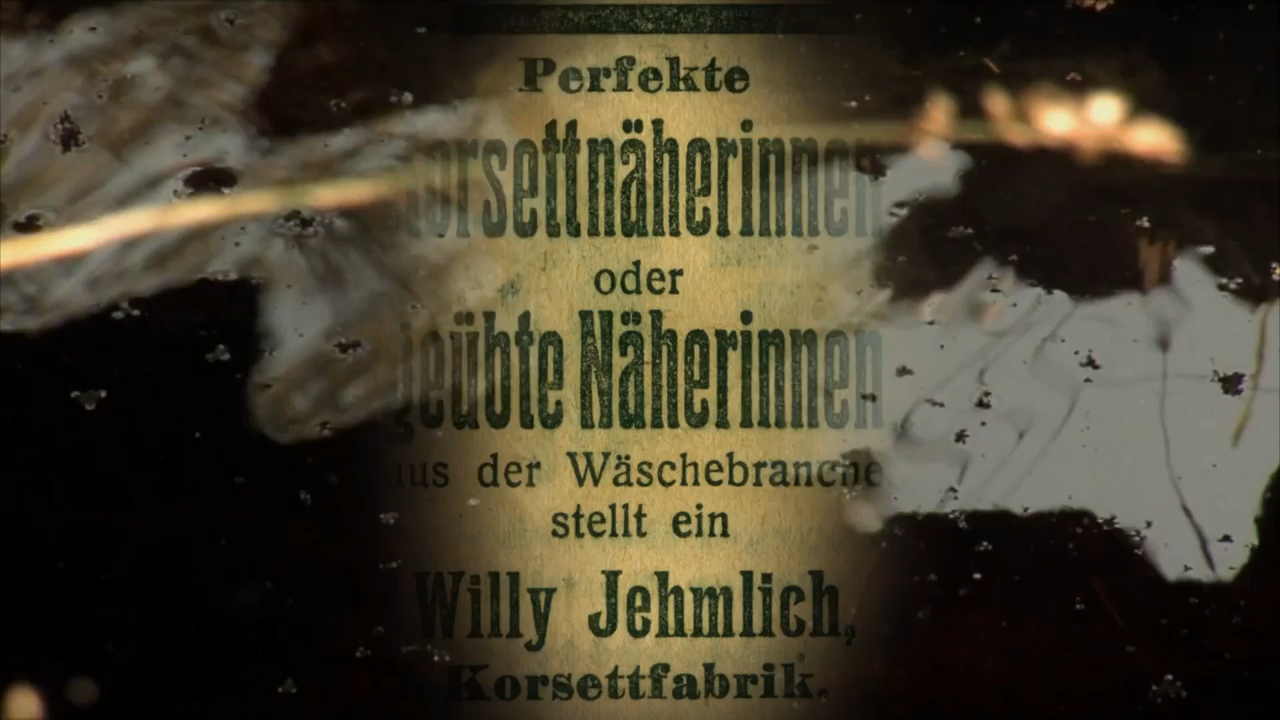 Perfekte
Korsettnäherinnen
oder
geübte Näherinnen
aus der Wäschebranche
stellt ein
Willy Jehmlich,
Korsettfabrik.